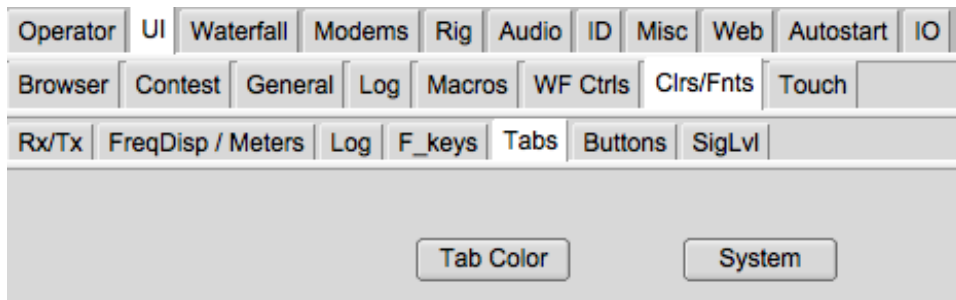 Operator UI Waterfall Modems Rig Audio ID Misc Web Autostart IO
Browser Contest General Log Macros WF Ctrls Clrs/Fnts Touch
Rx/Tx FreqDisp / Meters Log F_keys Tabs Buttons SigLvl
Tab Color System